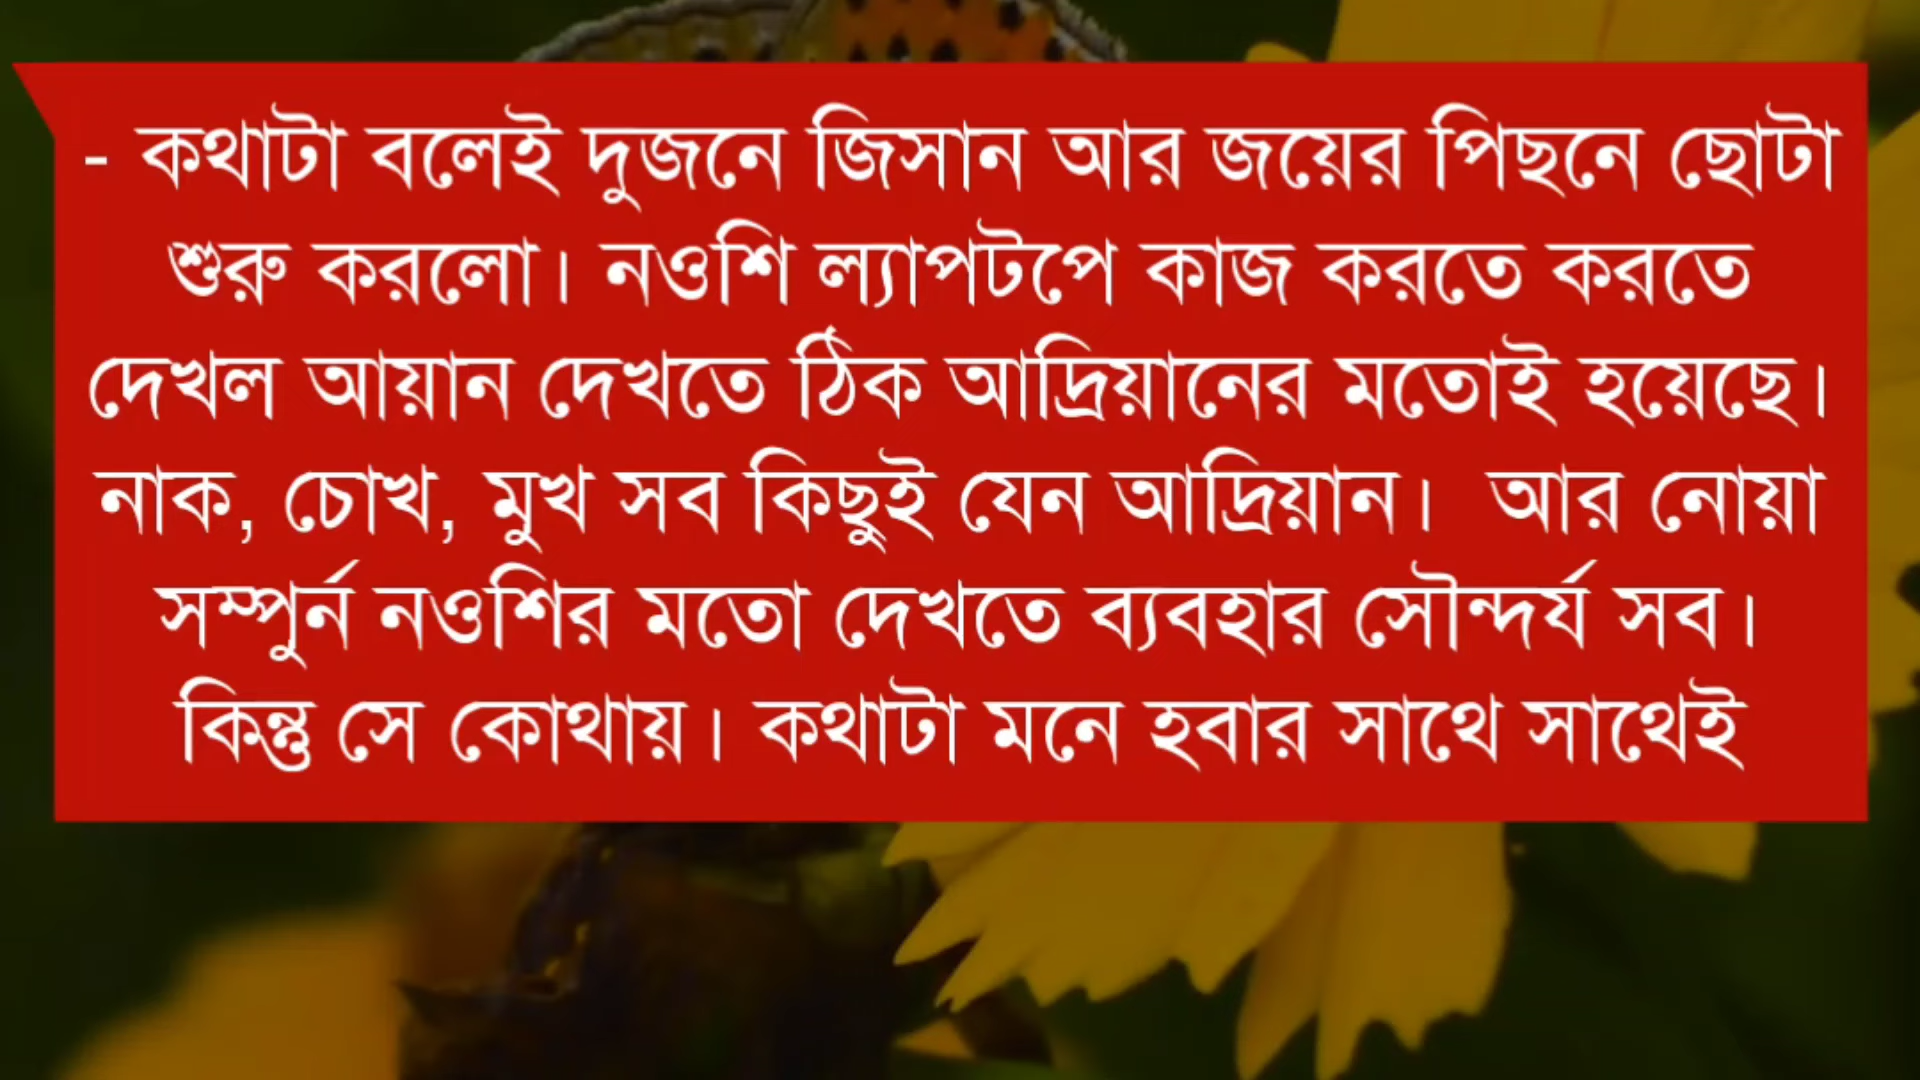 - কথাটা বলেই দুজনে জিসান আর জয়ের পিছনে ছোটা
শুরু করলো। নওশি ল্যাপটপে কাজ করতে করতে
দেখল আয়ান দেখতে ঠিক আদ্রিয়ানের মতোই হয়েছে।
নাক, চোখ, মুখ সব কিছুই যেন আদ্রিয়ান। আর নোয়া
সম্পুর্ন নওশির মতো দেখতে ব্যবহার সৌন্দর্য সব।
কিন্তু সে কোথায়। কথাটা মনে হবার সাথে সাথেই